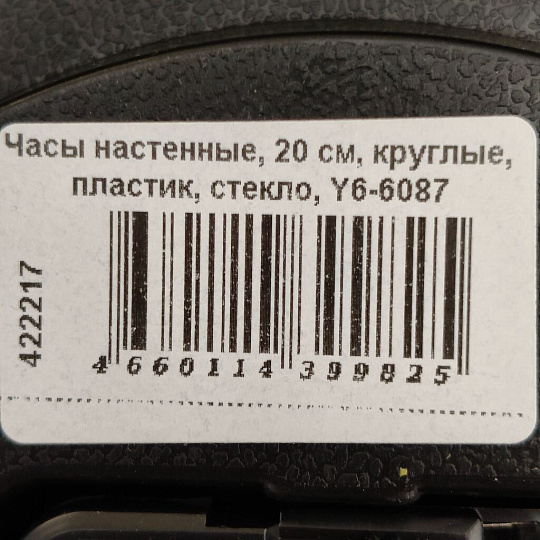 Часы настенные, 20 см, круглые,
пластик, стекло, Y6-6087
422217
4 660114 399825